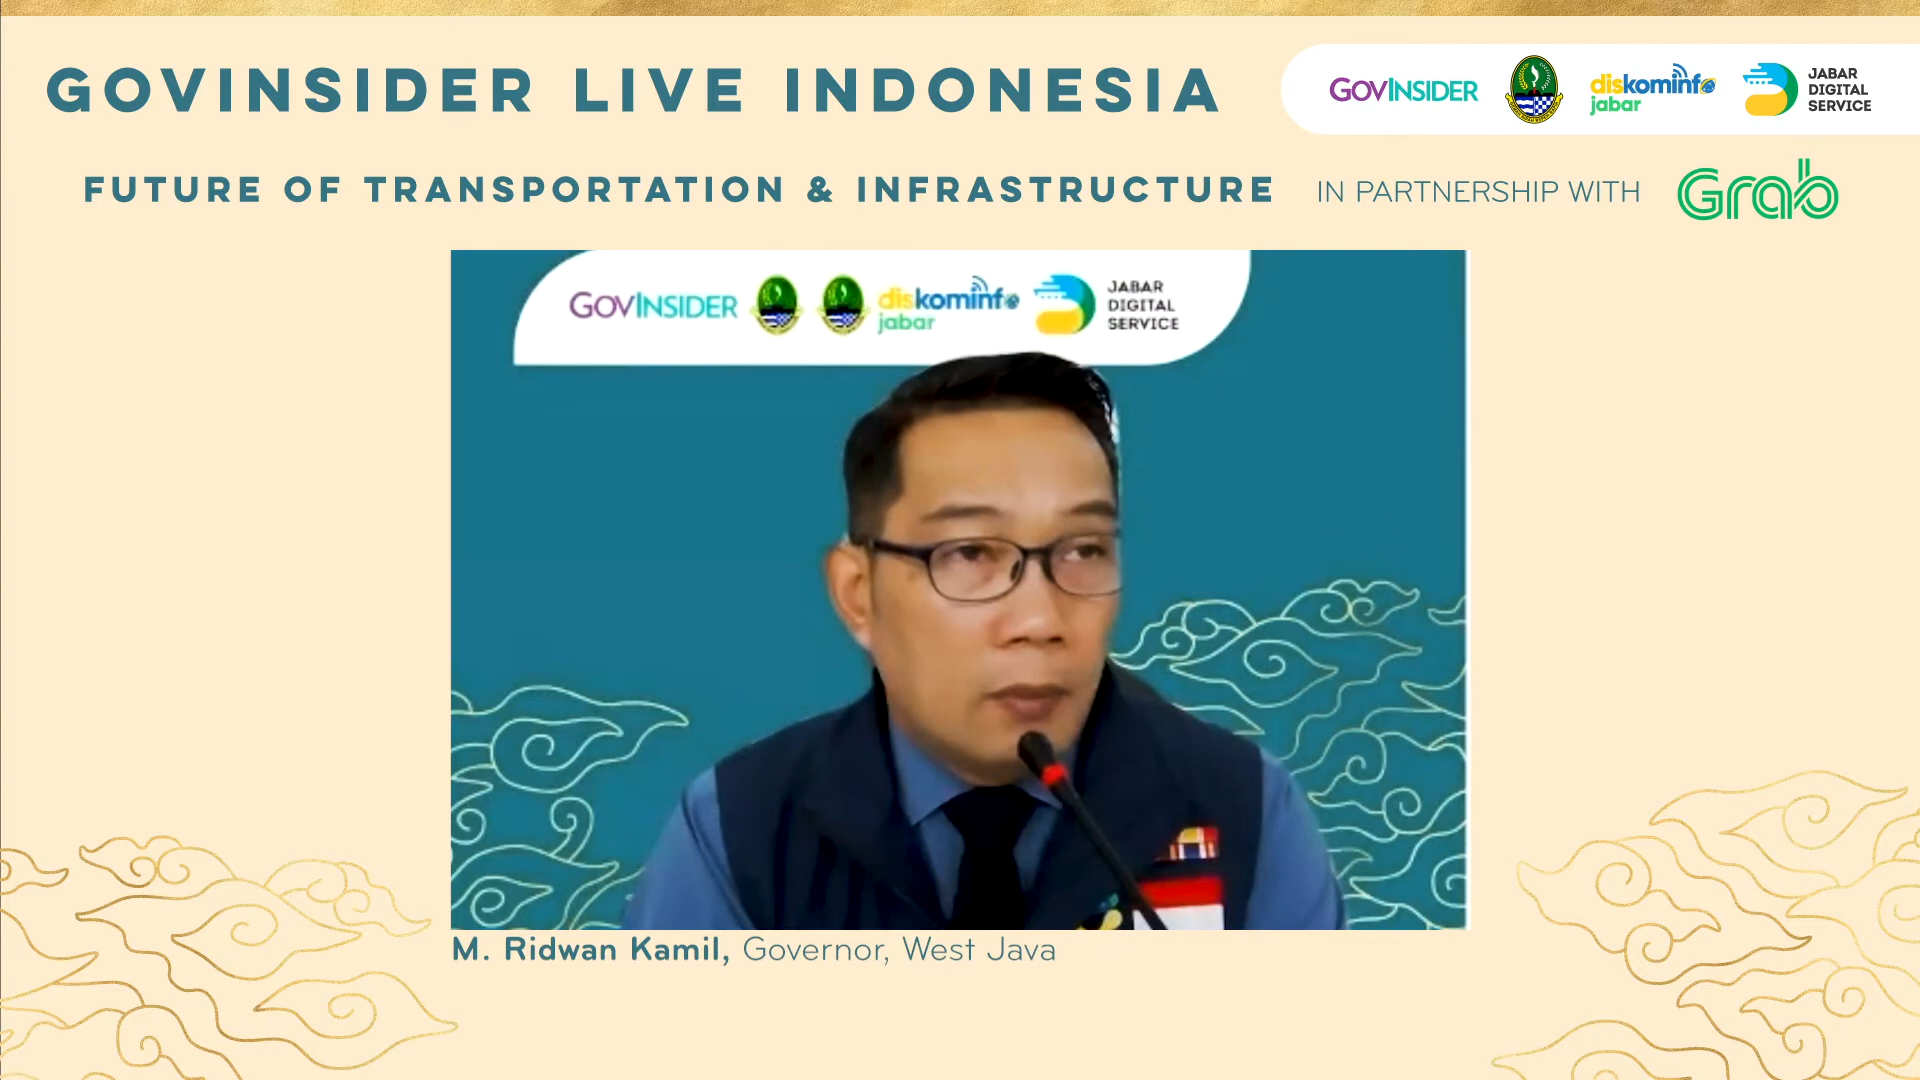 GOVINSIDER LIVE INDONESIA
GOVINSIDER
diskominfo
jabar
JABAR
DIGITAL
SERVICE
FUTURE OF TRANSPORTATION & INFRASTRUCTURE IN PARTNERSHIP WITH Grab
GOVINSIDER
diskominfo
jabar
JABAR
DIGITAL
SERVICE
M. Ridwan Kamil, Governor, West Java